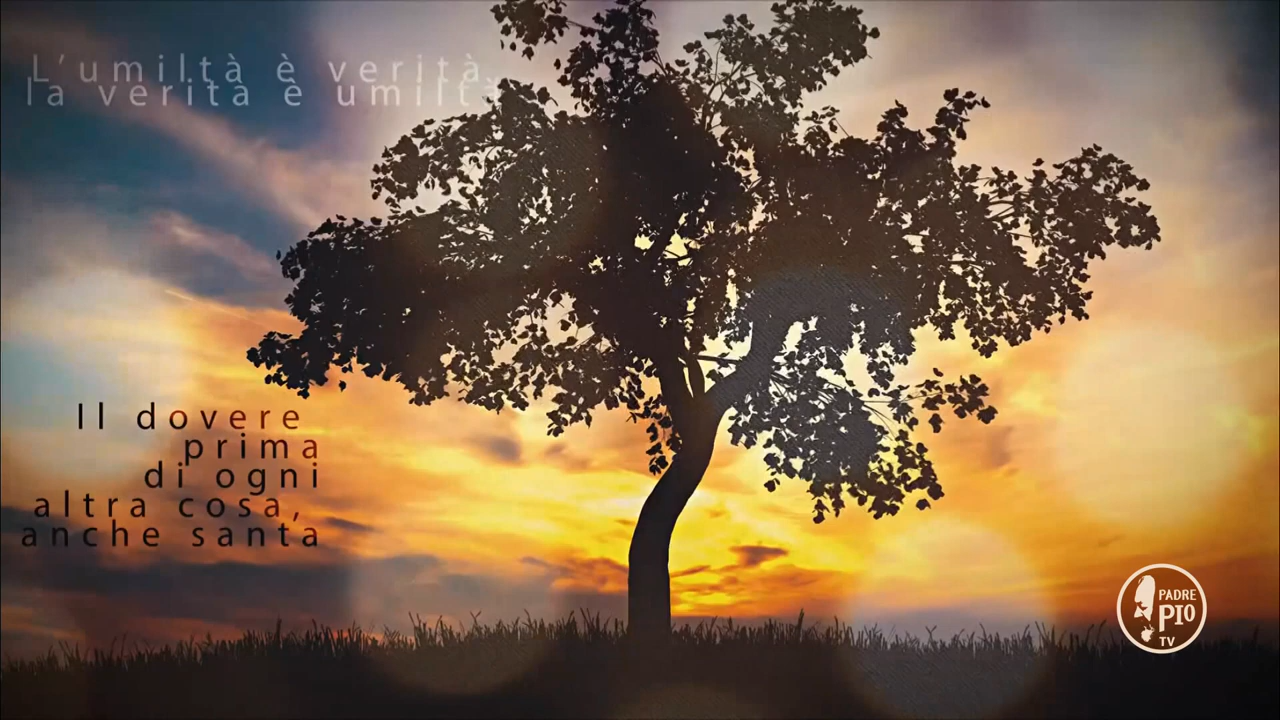 L'umiltà è verità,
la verità è umiltà
Il dovere
prima
di ogni
altra cosa,
anche santa
PADRE
PIO
TV